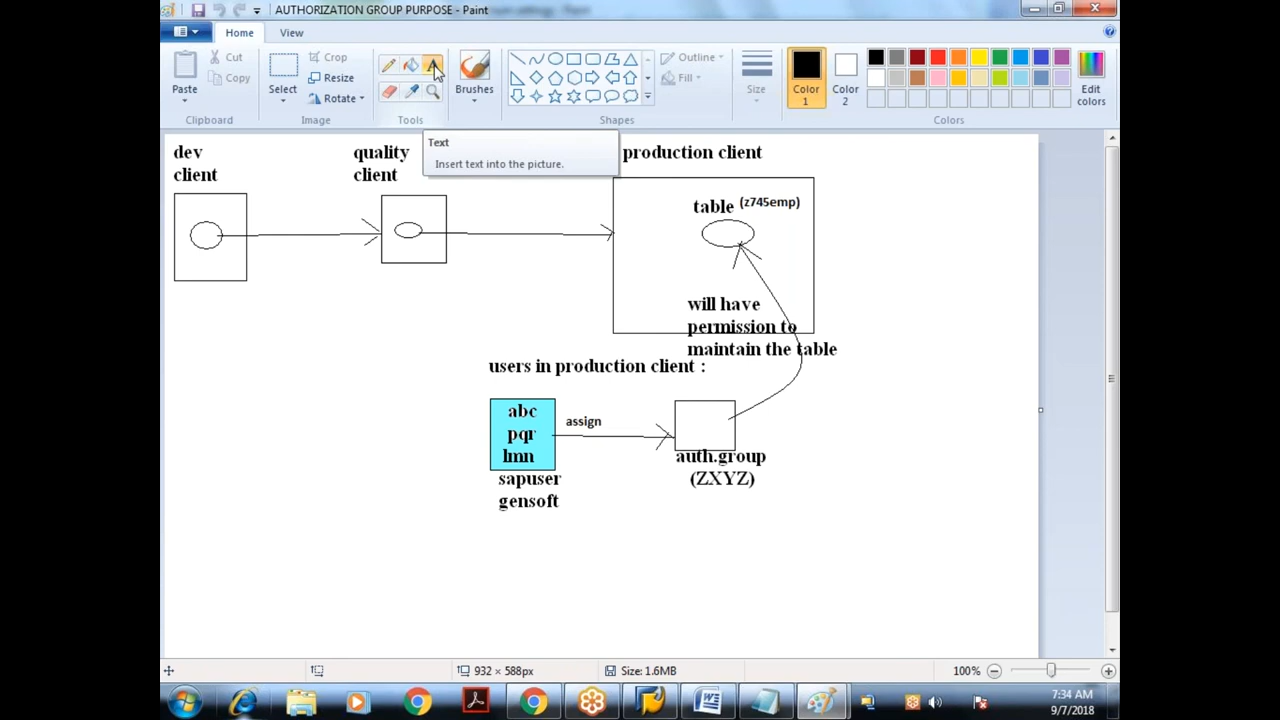 AUTHORIZATION GROUP PURPOSE - Paint
Home
View
Paste
Cut
Copy
Clipboard
Select
Crop
Resize
Rotate
Image
A
Tools
Brushes
Outline
Fill
Shapes
Size
Color 1
Color 2
Edit colors
Colors
Text
Insert text into the picture.
dev
client
quality
client
production client
table (z745emp)
will have
permission to
maintain the table
users in production client :
abc
pqr
lmn
sapuser
gensoft
assign
auth.group
(ZXYZ)
932 × 588px
Size: 1.6MB
100%
7:34 AM
9/7/2018